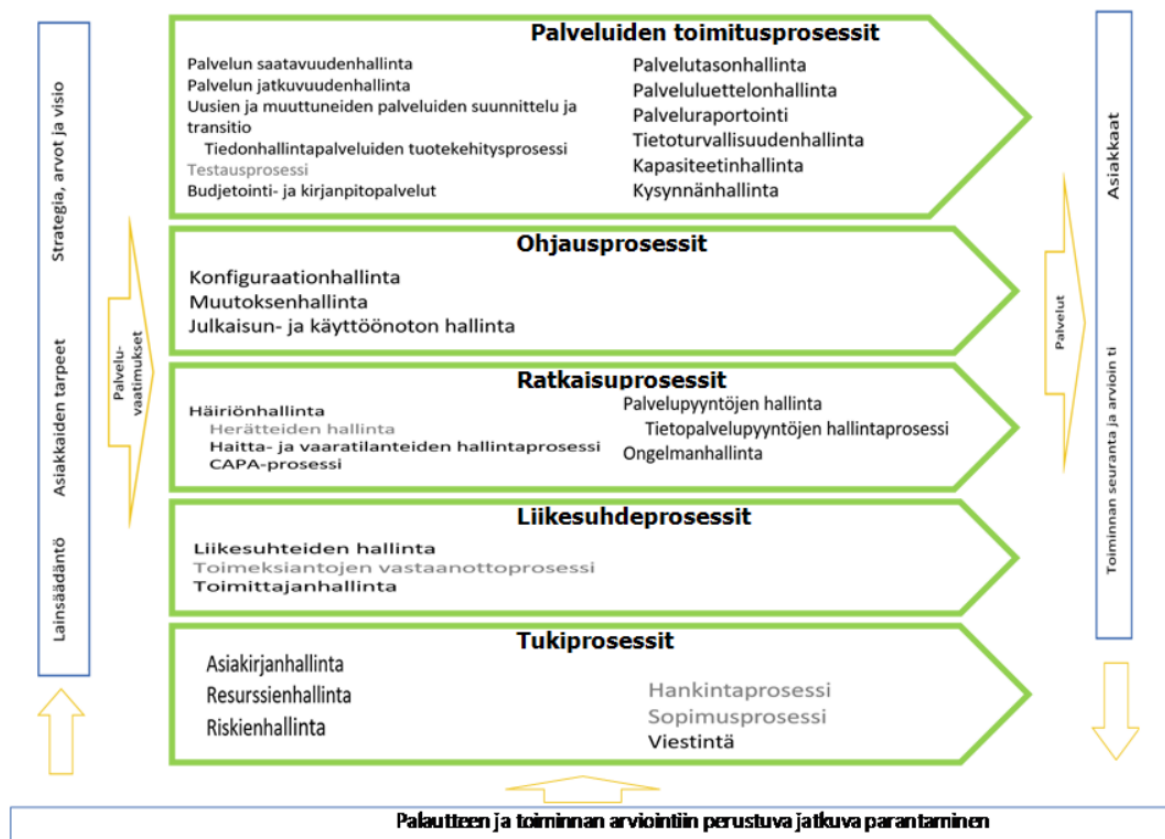 Strategia, arvot ja visio
Asiakkaiden tarpeet
Lainsäädäntö
Palvelu-
vaatimukset
Palveluiden toimitusprosessit
Palvelun saatavuudenhallinta
Palvelun jatkuvuudenhallinta
Uusien ja muuttuneiden palveluiden suunnittelu ja
transitio
Tiedonhallintapalveluiden tuotekehitysprosessi
Testausprosessi
Budjetointi- ja kirjanpitopalvelut
Palvelutasonhallinta
Palveluluettelonhallinta
Palveluraportointi
Tietoturvallisuudenhallinta
Kapasiteetinhallinta
Kysynnänhallinta
Ohjausprosessit
Konfiguraationhallinta
Muutoksenhallinta
Julkaisun- ja käyttöönoton hallinta
Ratkaisuprosessit
Häiriönhallinta
Herätteiden hallinta
Haitta- ja vaaratilanteiden hallintaprosessi
CAPA-prosessi
Palvelupyyntöjen hallinta
Tietopalvelupyyntöjen hallintaprosessi
Ongelmanhallinta
Liikesuhdeprosessit
Liikesuhteiden hallinta
Toimeksiantojen vastaanottoprosessi
Toimittajanhallinta
Tukiprosessit
Asiakirjanhallinta
Resurssienhallinta
Riskienhallinta
Hankintaprosessi
Sopimusprosessi
Viestintä
Palvelut
Asiakkaat
Toiminnan seuranta ja arvioin ti
Palautteen ja toiminnan arviointiin perustuva jatkuva parantaminen